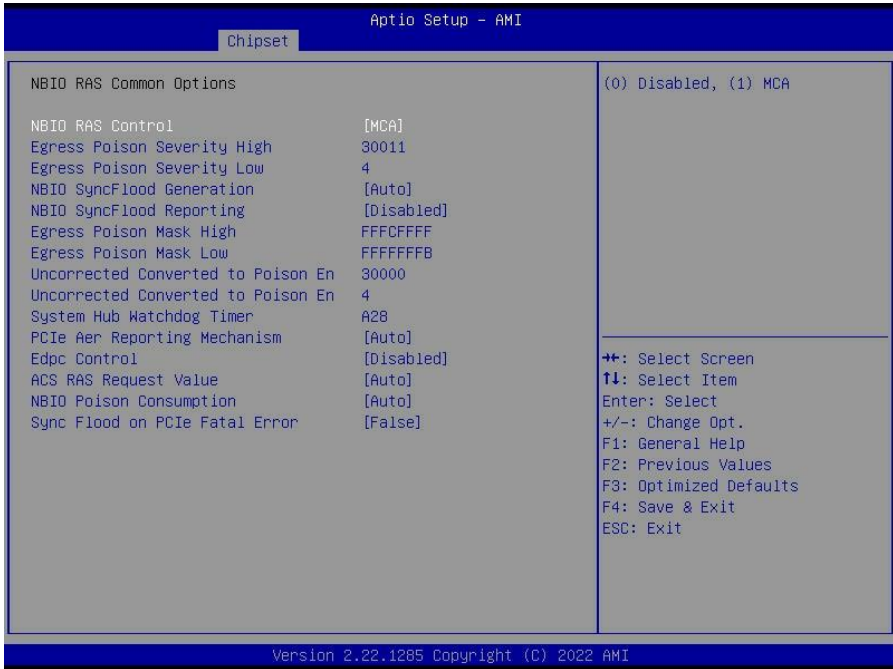 Aptio Setup – AMI
Chipset
NBIO RAS Common Options
NBIO RAS Control [MCA]
Egress Poison Severity High 30011
Egress Poison Severity Low 4
NBIO SyncFlood Generation [Auto]
NBIO SyncFlood Reporting [Disabled]
Egress Poison Mask High FFFCFFFF
Egress Poison Mask Low FFFFFFFB
Uncorrected Converted to Poison En 30000
Uncorrected Converted to Poison En 4
System Hub Watchdog Timer A28
PCIe Aer Reporting Mechanism [Auto]
Edpc Control [Disabled]
ACS RAS Request Value [Auto]
NBIO Poison Consumption [Auto]
Sync Flood on PCIe Fatal Error [False]
(0) Disabled, (1) MCA
→←: Select Screen
↑↓: Select Item
Enter: Select
+/-: Change Opt.
F1: General Help
F2: Previous Values
F3: Optimized Defaults
F4: Save & Exit
ESC: Exit
Version 2.22.1285 Copyright (C) 2022 AMI